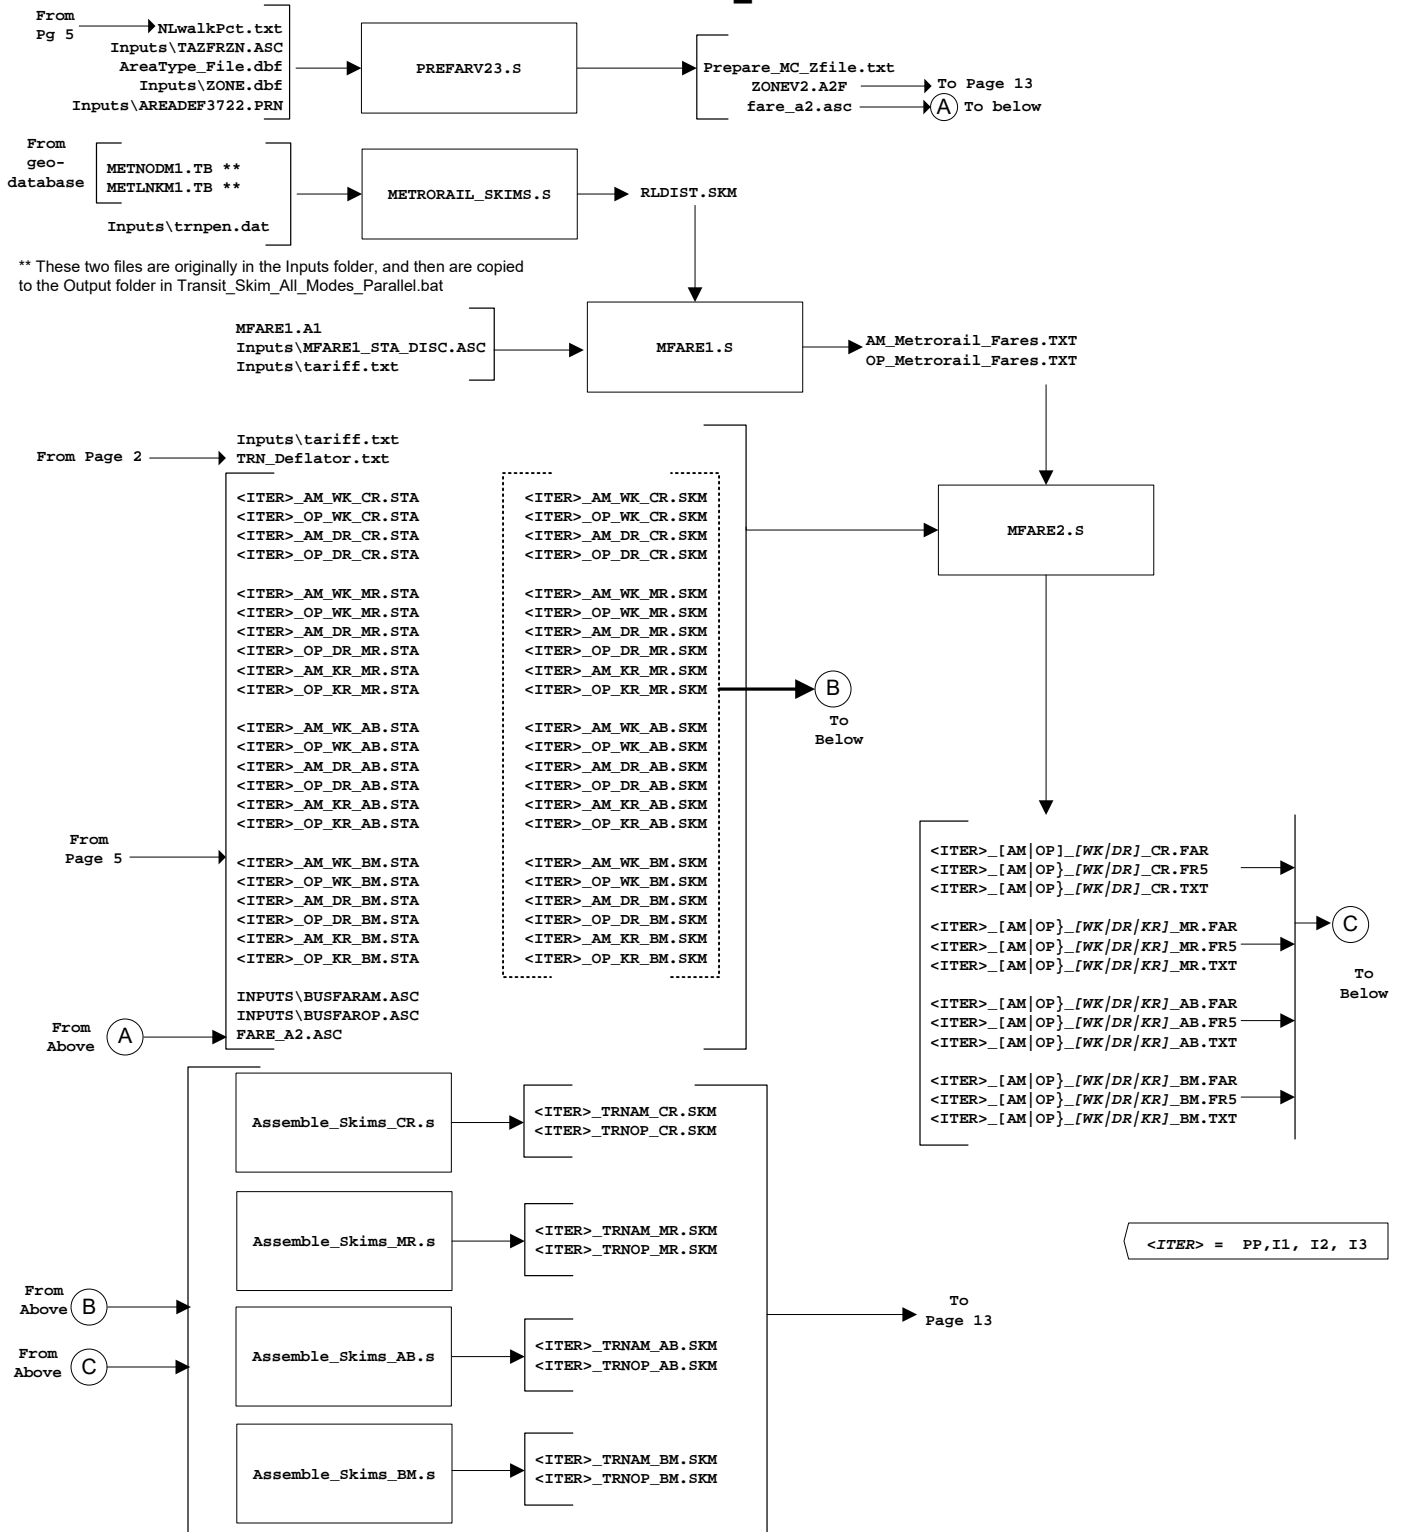 From
Pg 5
NLwalkPct.txt
Inputs\TAZFRZN.ASC
AreaType_File.dbf
Inputs\ZONE.dbf
Inputs\AREADEF3722.PRN
PREFARV23.S
Prepare_MC_Zfile.txt
ZONEV2.A2F
To Page 13
fare_a2.asc
A
To below
From
geo-
database
METNODM1.TB **
METLNKM1.TB **
Inputs\trnpen.dat
METRORAIL_SKIMS.S
RLDIST.SKM
** These two files are originally in the Inputs folder, and then are copied
to the Output folder in Transit_Skim_All_Modes_Parallel.bat
MFARE1.A1
Inputs\MFARE1_STA_DISC.ASC
Inputs\tariff.txt
MFARE1.S
AM_Metrorail_Fares.TXT
OP_Metrorail_Fares.TXT
Inputs\tariff.txt
From Page 2
TRN_Deflator.txt
<ITER>_AM_WK_CR.STA
<ITER>_OP_WK_CR.STA
<ITER>_AM_DR_CR.STA
<ITER>_OP_DR_CR.STA
<ITER>_AM_WK_MR.STA
<ITER>_OP_WK_MR.STA
<ITER>_AM_DR_MR.STA
<ITER>_OP_DR_MR.STA
<ITER>_AM_KR_MR.STA
<ITER>_OP_KR_MR.STA
<ITER>_AM_WK_AB.STA
<ITER>_OP_WK_AB.STA
<ITER>_AM_DR_AB.STA
<ITER>_OP_DR_AB.STA
<ITER>_AM_KR_AB.STA
<ITER>_OP_KR_AB.STA
From
Page 5
<ITER>_AM_WK_BM.STA
<ITER>_OP_WK_BM.STA
<ITER>_AM_DR_BM.STA
<ITER>_OP_DR_BM.STA
<ITER>_AM_KR_BM.STA
<ITER>_OP_KR_BM.STA
INPUTS\BUSFARAM.ASC
INPUTS\BUSFAROP.ASC
FARE_A2.ASC
From
Above
A
<ITER>_AM_WK_CR.SKM
<ITER>_OP_WK_CR.SKM
<ITER>_AM_DR_CR.SKM
<ITER>_OP_DR_CR.SKM
<ITER>_AM_WK_MR.SKM
<ITER>_OP_WK_MR.SKM
<ITER>_AM_DR_MR.SKM
<ITER>_OP_DR_MR.SKM
<ITER>_AM_KR_MR.SKM
<ITER>_OP_KR_MR.SKM
<ITER>_AM_WK_AB.SKM
<ITER>_OP_WK_AB.SKM
<ITER>_AM_DR_AB.SKM
<ITER>_OP_DR_AB.SKM
<ITER>_AM_KR_AB.SKM
<ITER>_OP_KR_AB.SKM
<ITER>_AM_WK_BM.SKM
<ITER>_OP_WK_BM.SKM
<ITER>_AM_DR_BM.SKM
<ITER>_OP_DR_BM.SKM
<ITER>_AM_KR_BM.SKM
<ITER>_OP_KR_BM.SKM
B
To
Below
MFARE2.S
<ITER>_[AM|OP]_[WK/DR]_CR.FAR
<ITER>_[AM|OP}_[WK/DR]_CR.FR5
<ITER>_[AM|OP}_[WK/DR]_CR.TXT
<ITER>_[AM|OP}_[WK/DR/KR]_MR.FAR
<ITER>_[AM|OP}_[WK/DR/KR]_MR.FR5
<ITER>_[AM|OP}_[WK/DR/KR]_MR.TXT
<ITER>_[AM|OP}_[WK/DR/KR]_AB.FAR
<ITER>_[AM|OP}_[WK/DR/KR]_AB.FR5
<ITER>_[AM|OP}_[WK/DR/KR]_AB.TXT
<ITER>_[AM|OP}_[WK/DR/KR]_BM.FAR
<ITER>_[AM|OP}_[WK/DR/KR]_BM.FR5
<ITER>_[AM|OP}_[WK/DR/KR]_BM.TXT
C
To
Below
Assemble_Skims_CR.s
<ITER>_TRNAM_CR.SKM
<ITER>_TRNOP_CR.SKM
Assemble_Skims_MR.s
<ITER>_TRNAM_MR.SKM
<ITER>_TRNOP_MR.SKM
<ITER> = PP,I1, I2, I3
From
Above
B
From
Above
C
Assemble_Skims_AB.s
<ITER>_TRNAM_AB.SKM
<ITER>_TRNOP_AB.SKM
To
Page 13
Assemble_Skims_BM.s
<ITER>_TRNAM_BM.SKM
<ITER>_TRNOP_BM.SKM